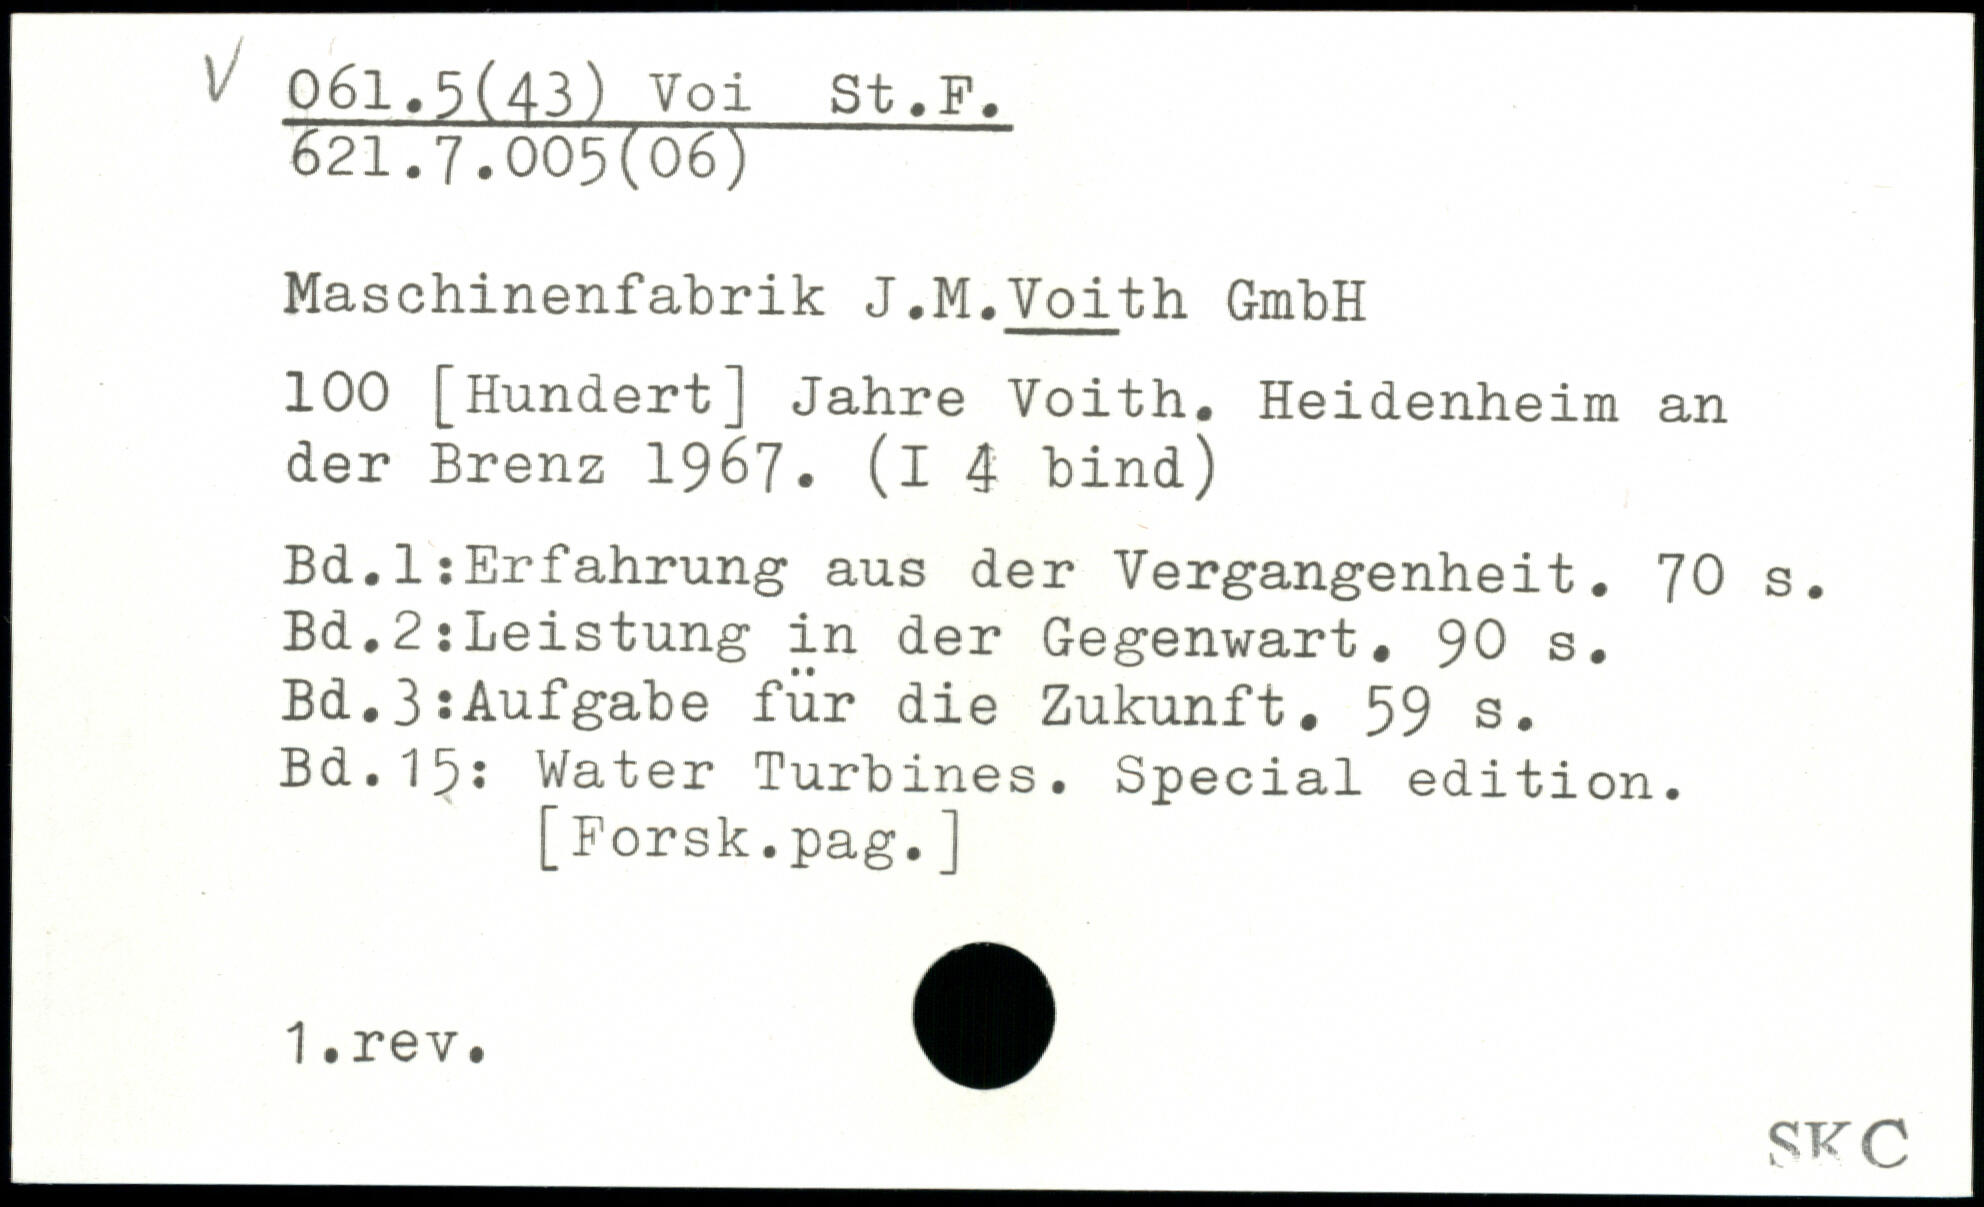 V 061.5(43) Voi St.F.
621.7.005(06)
Maschinenfabrik J.M.Voith GmbH
100 [Hundert] Jahre Voith. Heidenheim an
der Brenz 1967. (I 4 bind)
Bd.1:Erfahrung aus der Vergangenheit. 70 s.
Bd.2:Leistung in der Gegenwart. 90 s.
Bd.3:Aufgabe für die Zukunft. 59 s.
Bd.15: Water Turbines. Special edition.
[Forsk.pag.]
1.rev.
SKC